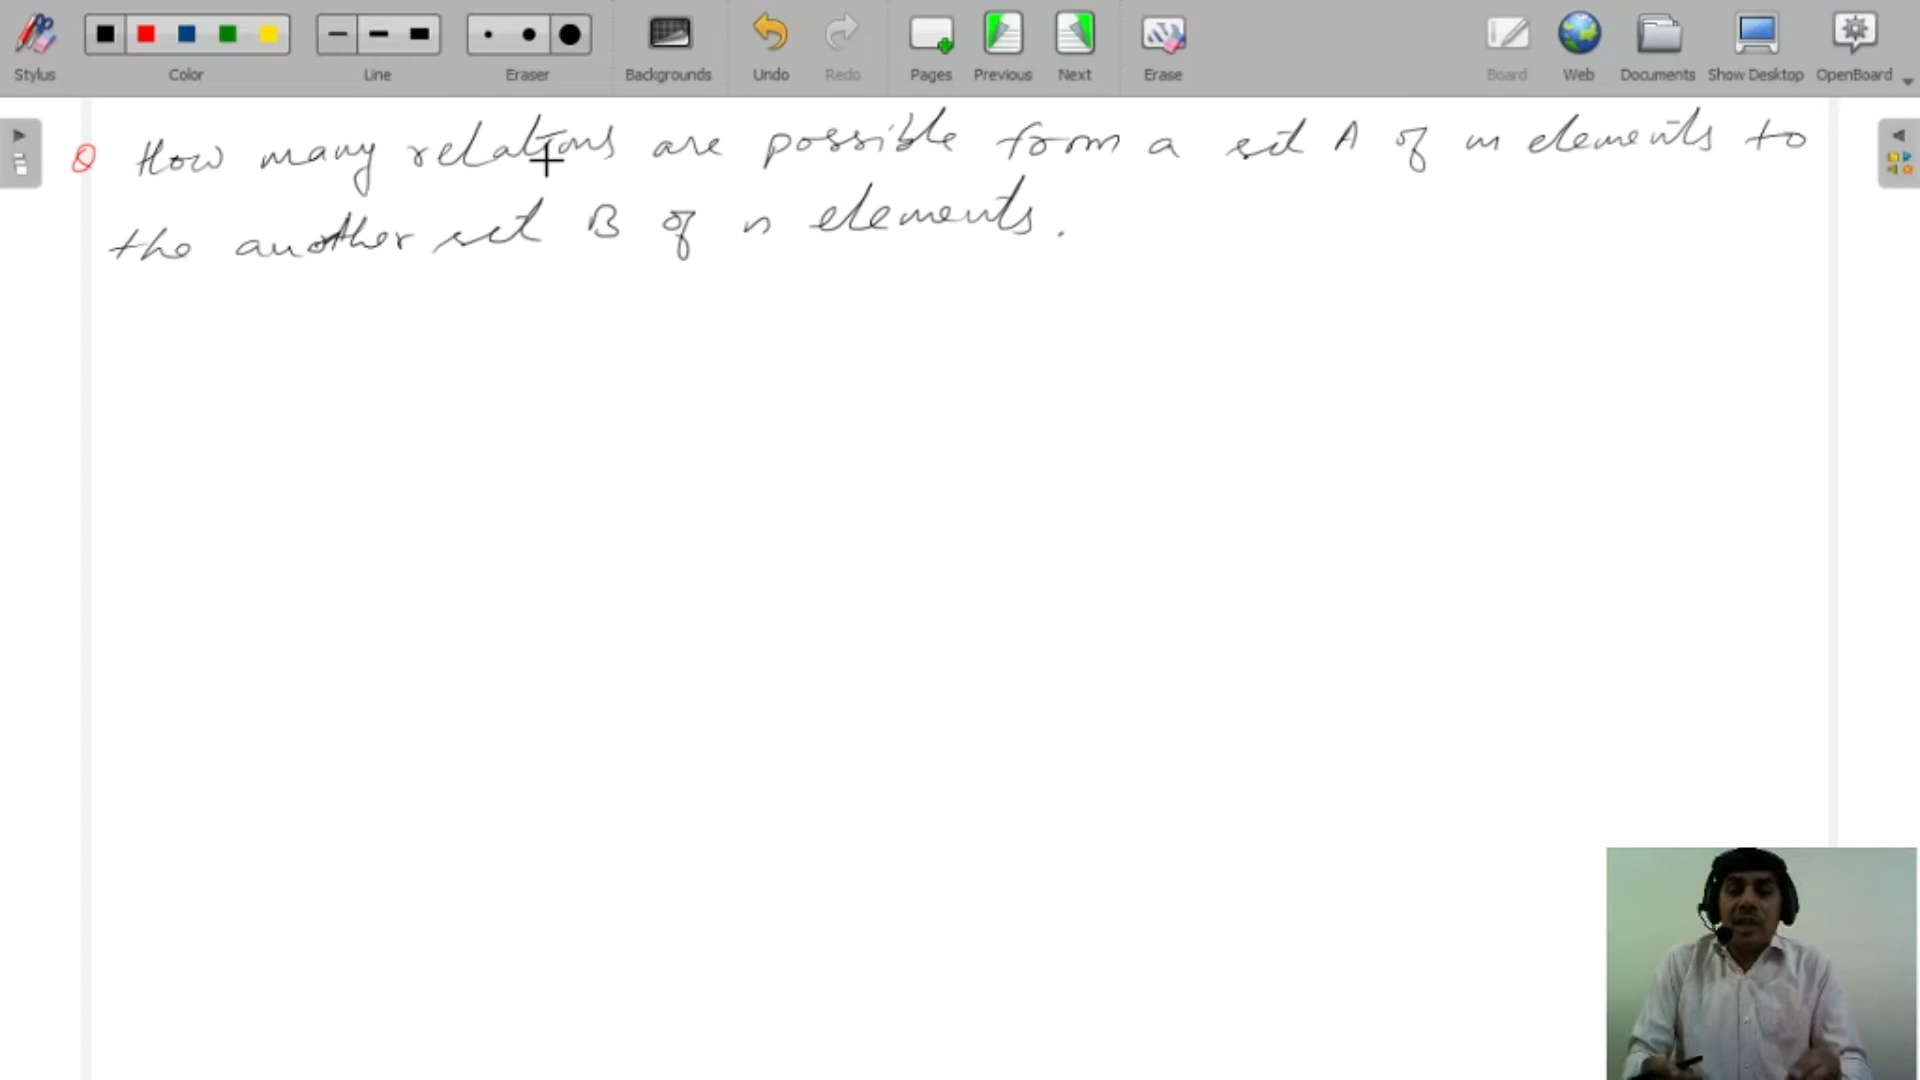 Stylus Color Line Eraser Backgrounds Undo Redo Pages Previous Next Erase Board Web Documents Show Desktop OpenBoard
Q How many relations are possible form a set A of m elements to
the another set B of n elements.